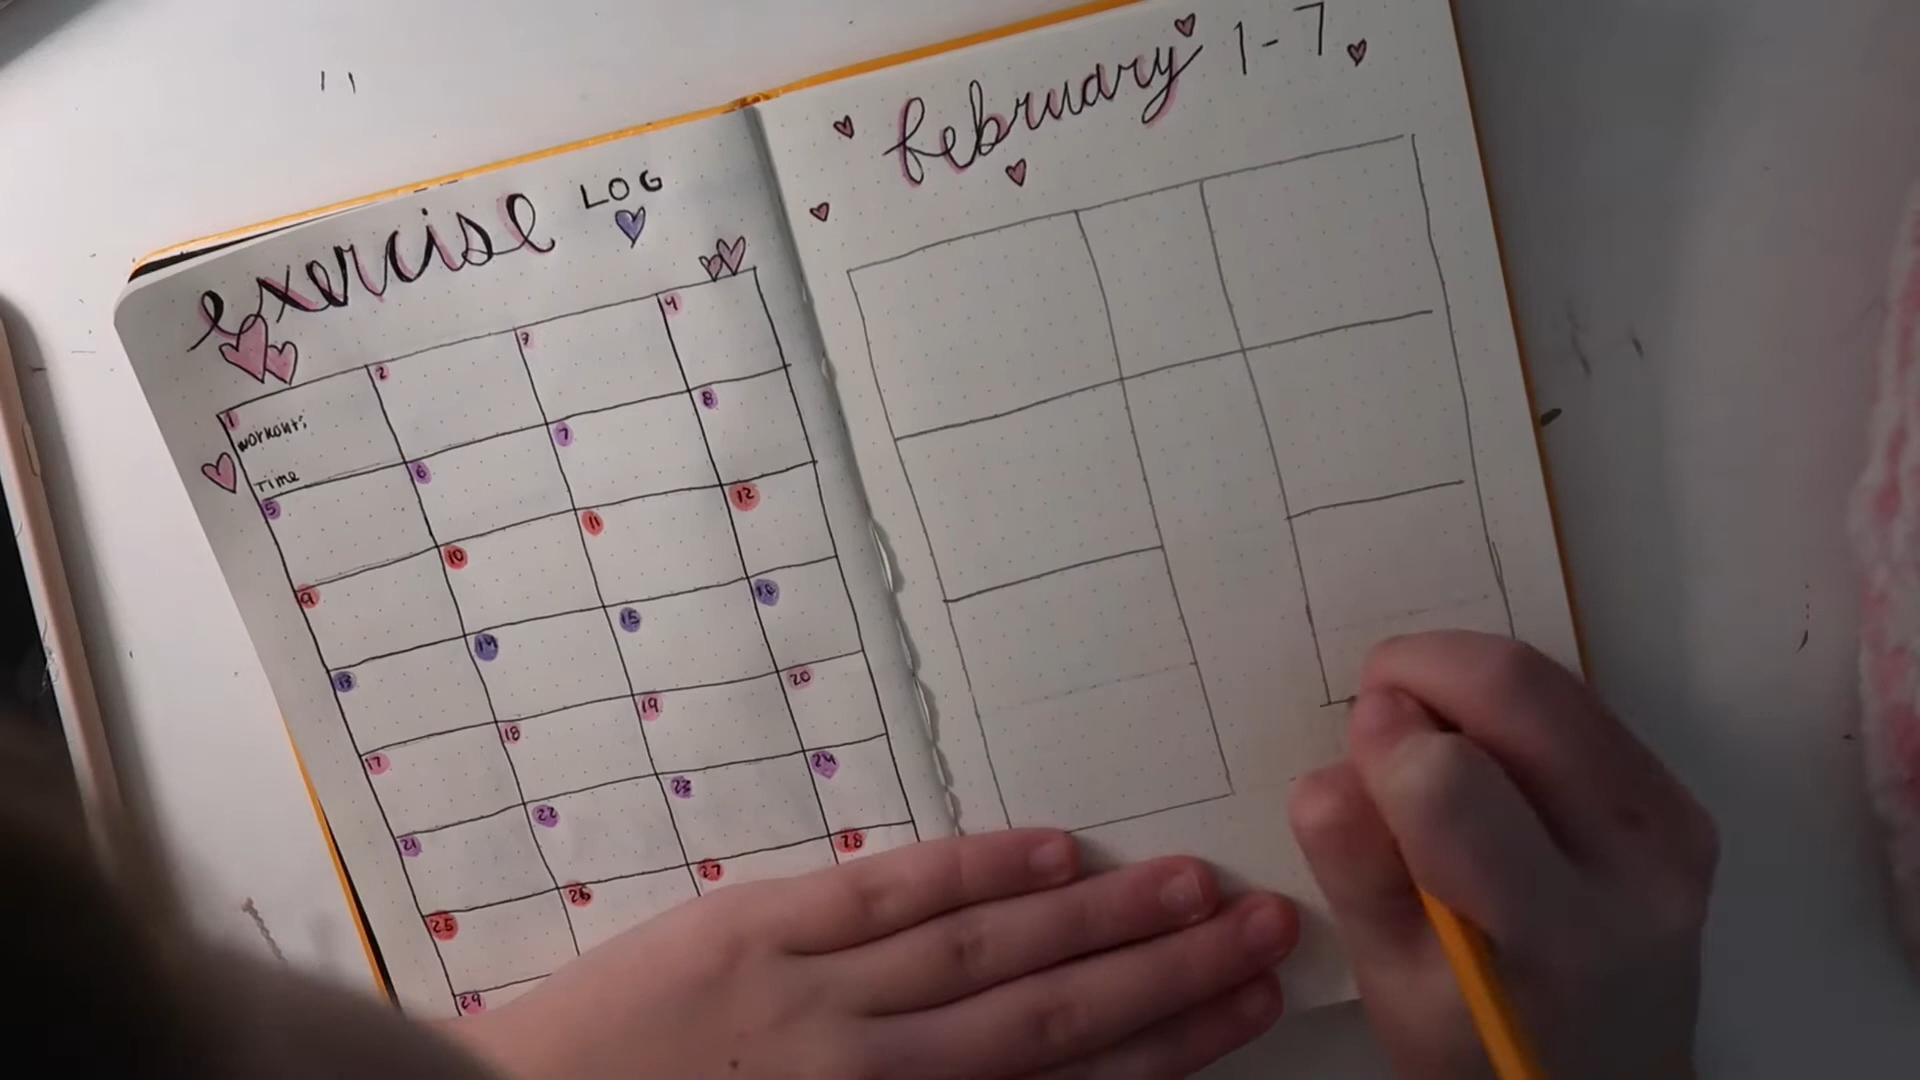 exercise LOG
1 2 3 4
workout:
Time
5 6 7 8
9 10 11 12
13 14 15 16
17 18 19 20
21 22 23 24
25 26 27 28
29
february 1-7